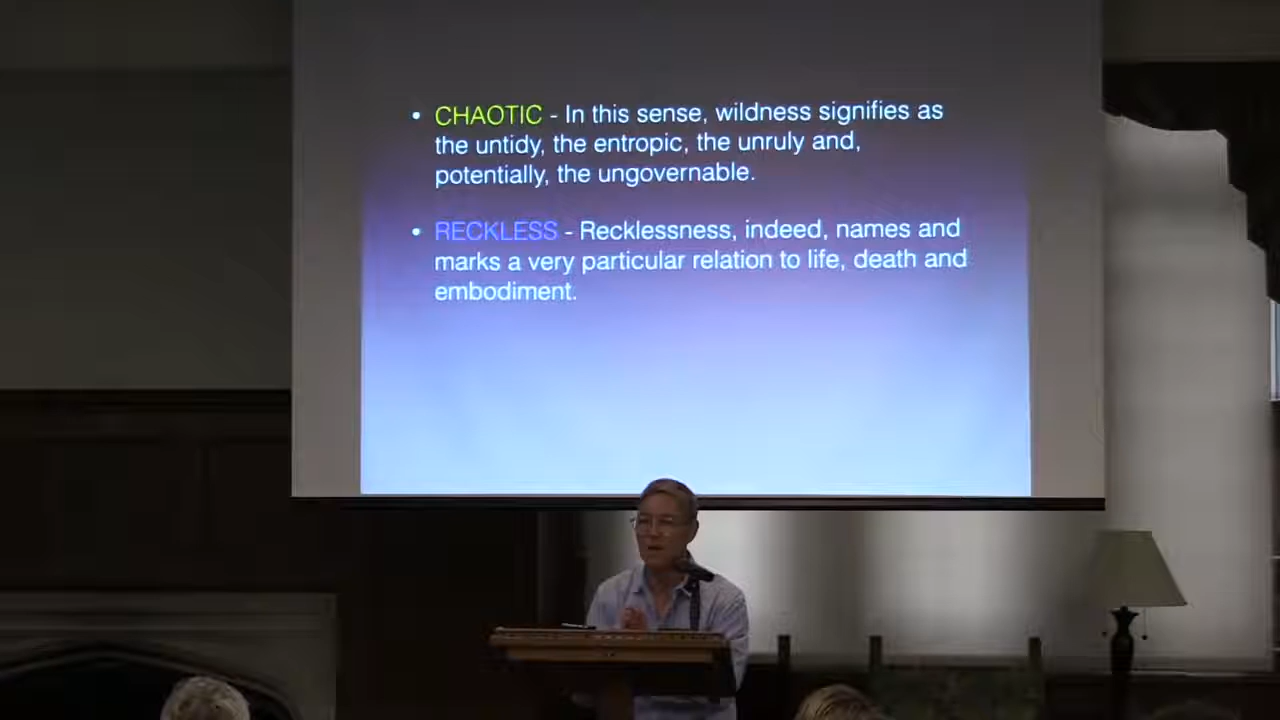 • CHAOTIC - In this sense, wildness signifies as
the untidy, the entropic, the unruly and,
potentially, the ungovernable.
• RECKLESS - Recklessness, indeed, names and
marks a very particular relation to life, death and
embodiment.